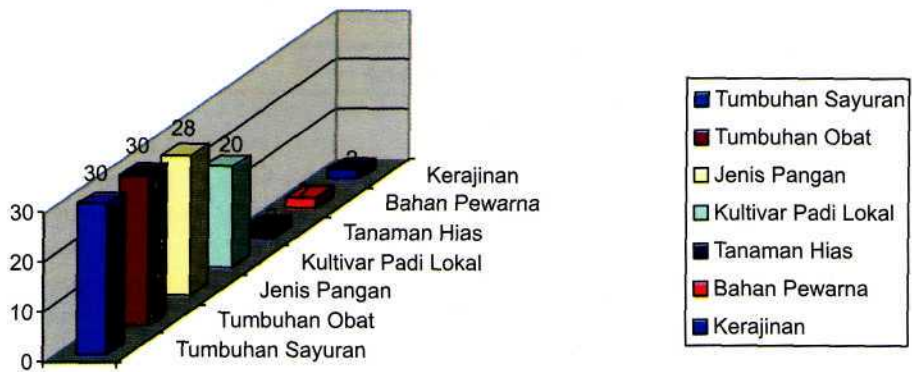 28
30
30
20
2
Kerajinan
Bahan Pewarna
Tanaman Hias
Kultivar Padi Lokal
Jenis Pangan
Tumbuhan Obat
Tumbuhan Sayuran
30
20
10
0
Tumbuhan Sayuran
Tumbuhan Obat
Jenis Pangan
Kultivar Padi Lokal
Tanaman Hias
Bahan Pewarna
Kerajinan